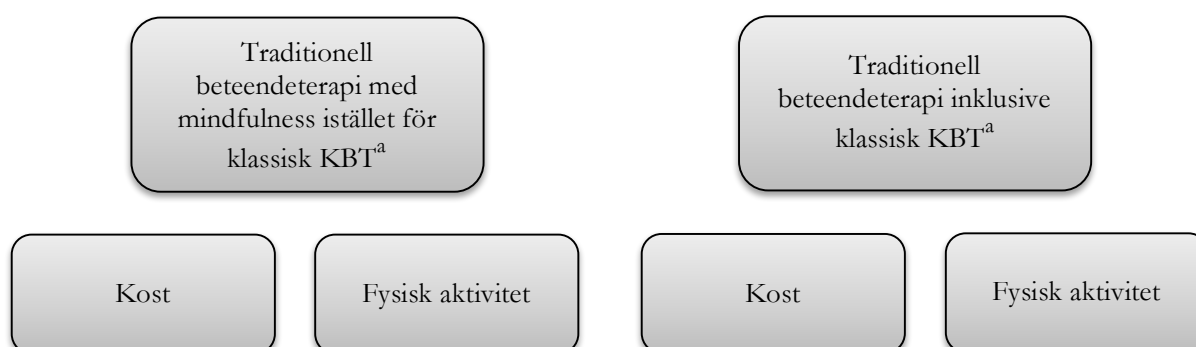 Traditionell
beteendeterapi med
mindfulness istället för
klassisk KBTa
Traditionell
beteendeterapi inklusive
klassisk KBTa
Kost
Fysisk aktivitet
Kost
Fysisk aktivitet